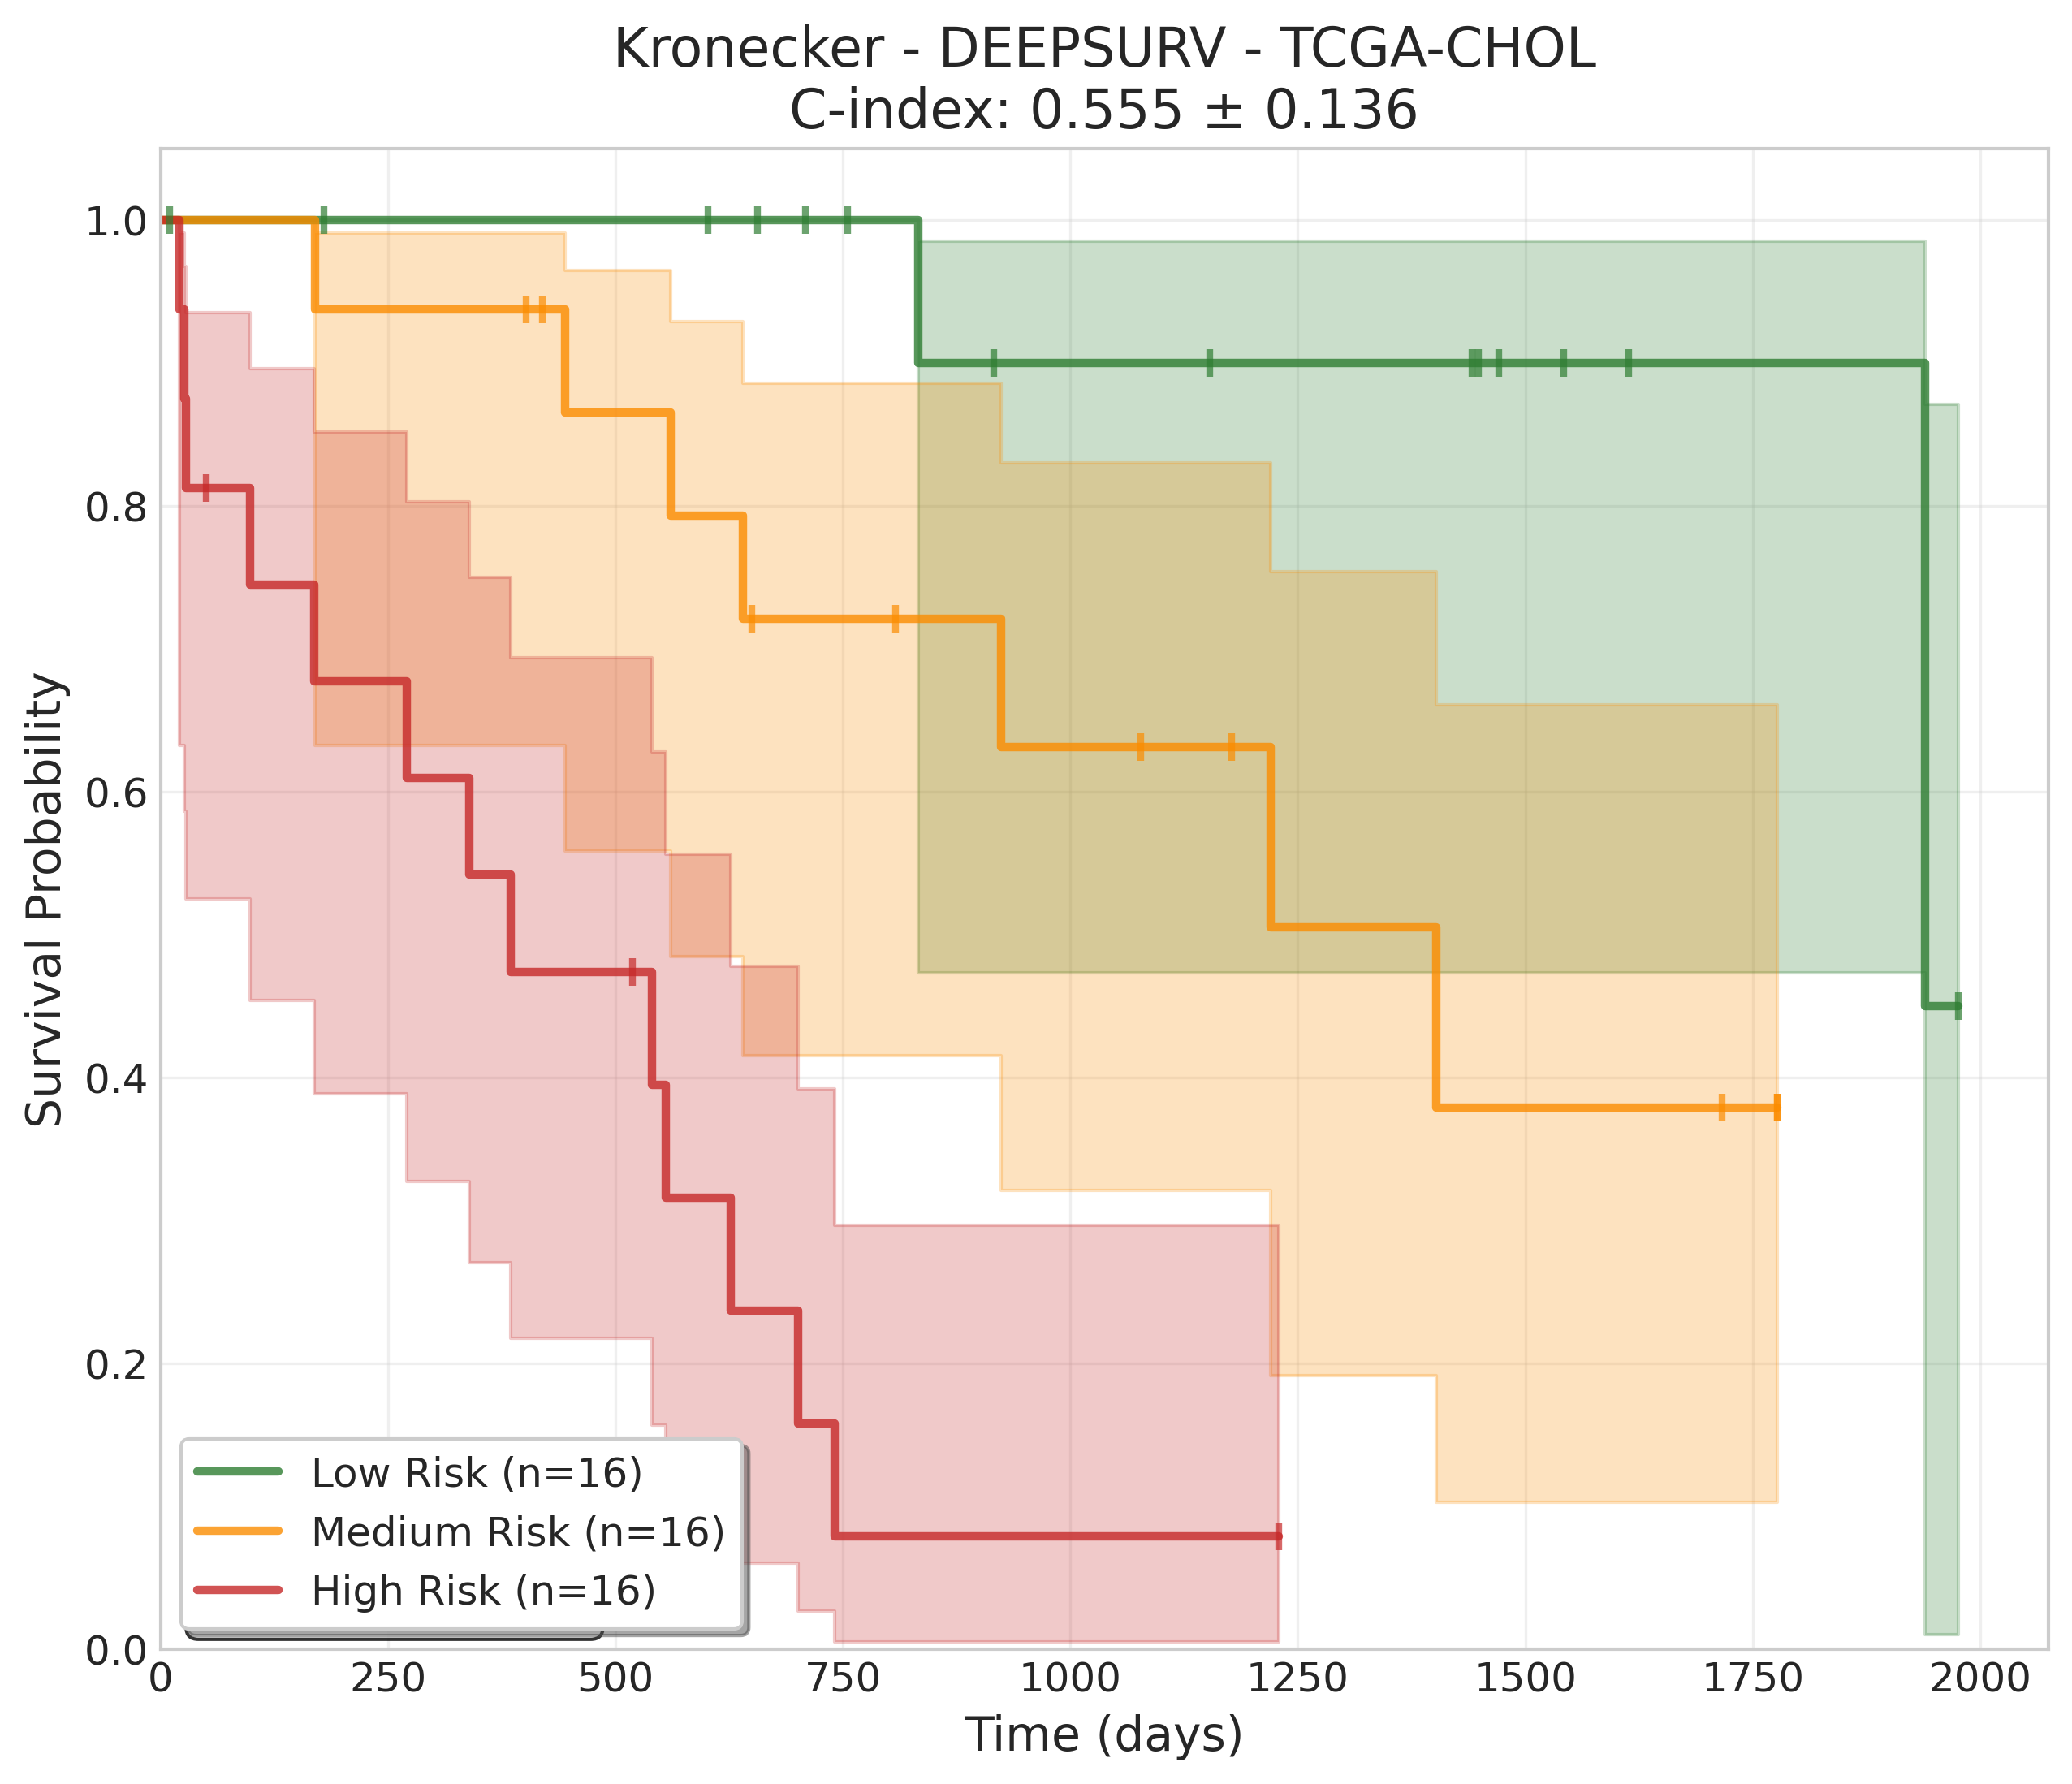 Kronecker - DEEPSURV - TCGA-CHOL
C-index: 0.555 ± 0.136
Survival Probability
1.0
0.8
0.6
0.4
0.2
0.0
Low Risk (n=16)
Medium Risk (n=16)
High Risk (n=16)
0 250 500 750 1000 1250 1500 1750 2000
Time (days)